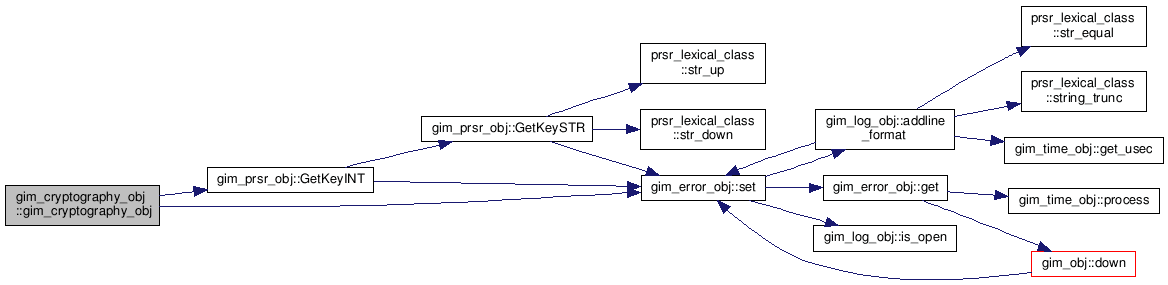 gim_cryptography_obj
::gim_cryptography_obj
gim_prsr_obj::GetKeyINT
gim_prsr_obj::GetKeySTR
prsr_lexical_class
::str_up
prsr_lexical_class
::str_down
gim_error_obj::set
gim_log_obj::addline
_format
gim_error_obj::get
gim_log_obj::is_open
prsr_lexical_class
::str_equal
prsr_lexical_class
::string_trunc
gim_time_obj::get_usec
gim_time_obj::process
gim_obj::down